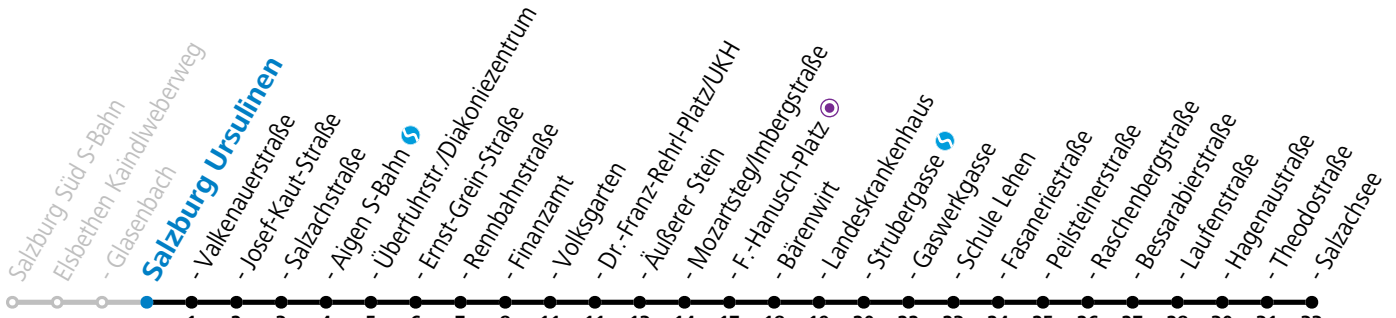 Salzburg Süd S-Bahn
Elsbethen Kaindlweberweg
- Glasenbach
Salzburg Ursulinen
- Valkenauerstraße
- Josef-Kaut-Straße
- Salzachstraße
- Aigen S-Bahn
- Überfuhrstr./Diakoniezentrum
- Ernst-Grein-Straße
- Rennbahnstraße
- Finanzamt
- Volksgarten
- Dr.-Franz-Rehrl-Platz/UKH
- Äußerer Stein
- Mozartsteg/Imbergstraße
- F.-Hanusch-Platz
- Bärenwirt
- Landeskrankenhaus
- Strubergasse
- Gaswerkgasse
- Schule Lehen
- Fasaneriestraße
- Peilsteinerstraße
- Raschenbergstraße
- Bessarabierstraße
- Laufenstraße
- Hagenaustraße
- Theodostraße
- Salzachsee